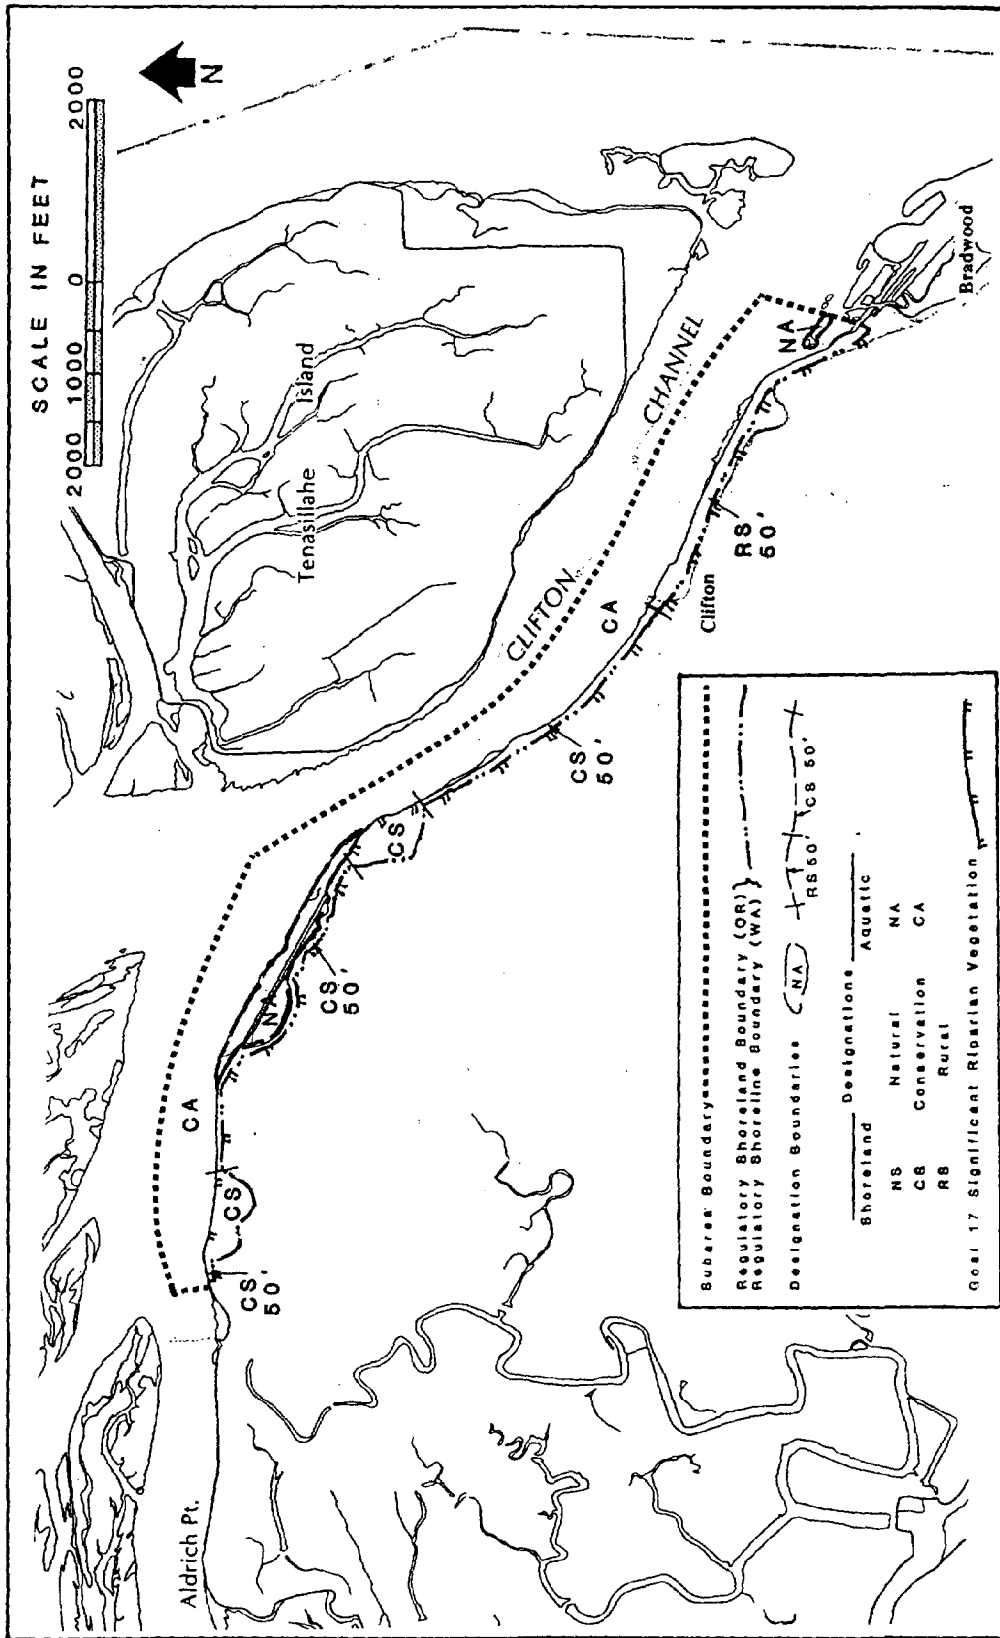 SCALE IN FEET
2000 1000 0 2000
N
Tenasillahe Island
CLIFTON CHANNEL
Aldrich Pt.
CA
CS
50'
CS
NA
CS
50'
CS
CS
50'
CA
Clifton
RS
50'
NA
Bradwood
Subarea Boundary
Regulatory Shoreland Boundary (OR)}
Regulatory Shoreline Boundary (WA)}
Designation Boundaries (NA) RS50' CS 50'
Shoreland Designations Aquatic
NS Natural NA
CS Conservation CA
RS Rural
Goal 17 Significant Riparian Vegetation